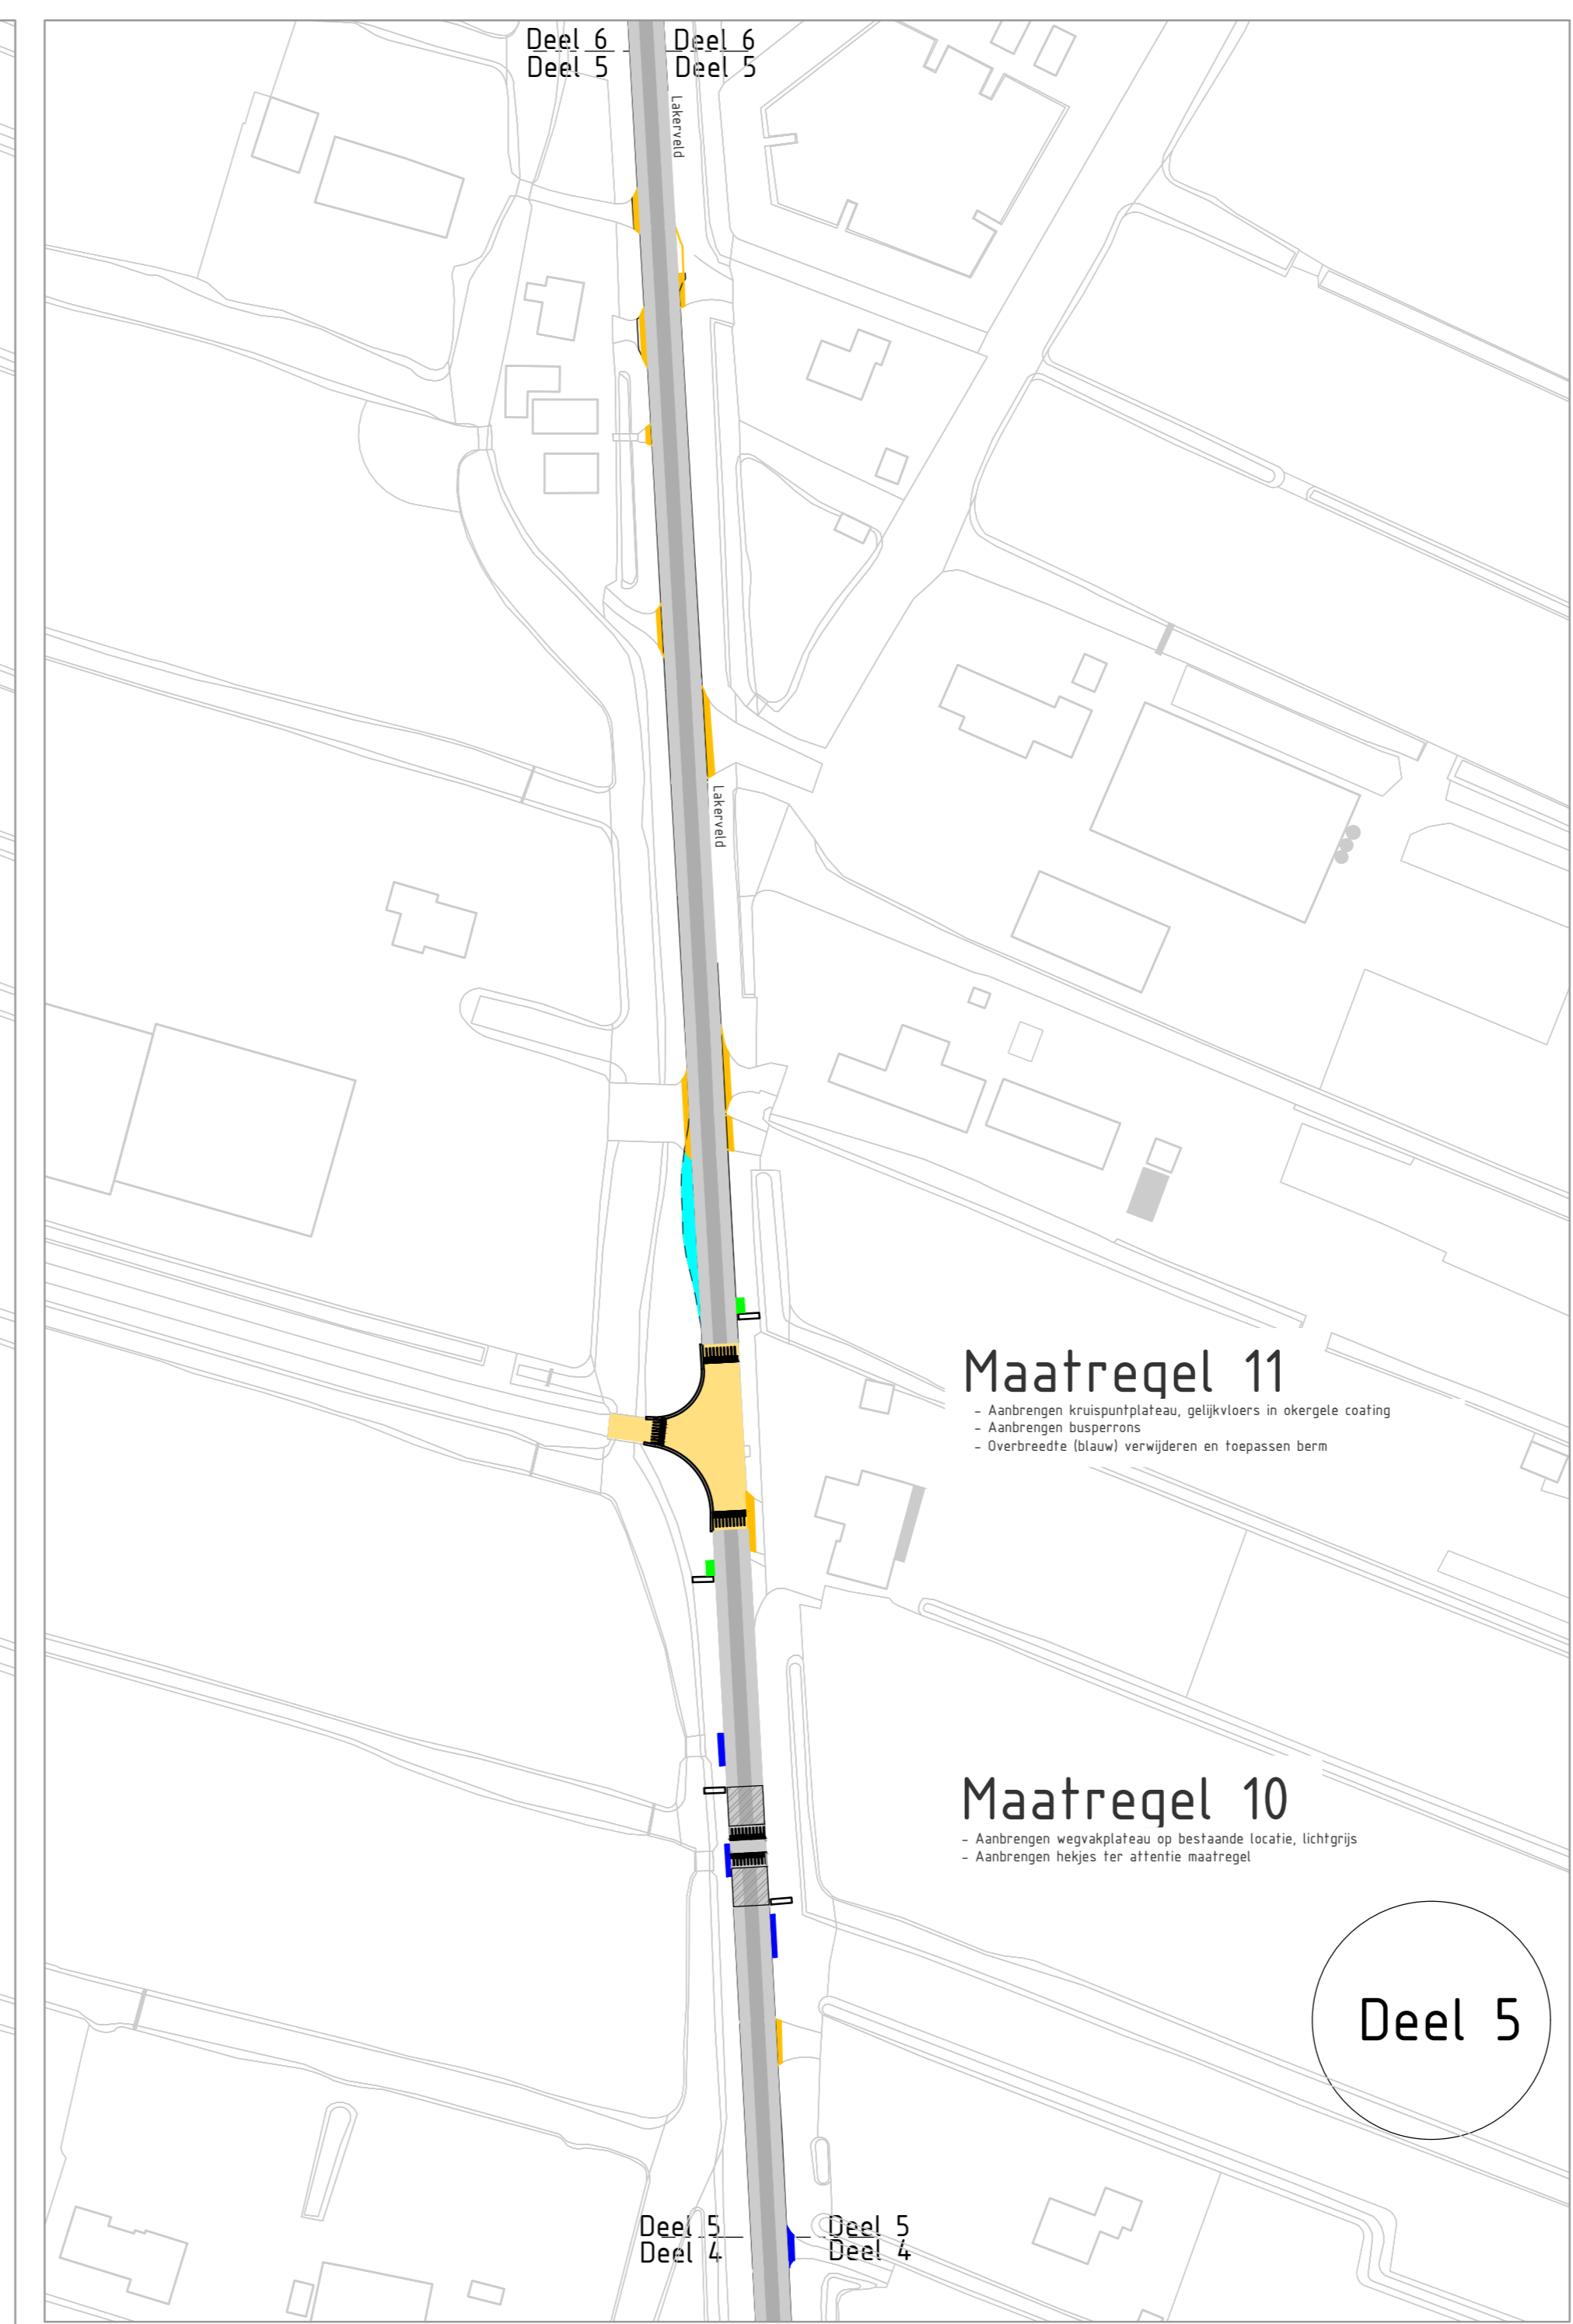 Deel 6 Deel 6
Deel 5 Deel 5
Lakerveld
Lakerveld
Maatregel 11
- Aanbrengen kruispuntplateau, gelijkvloers in okergele coating
- Aanbrengen busperrons
- Overbreedte (blauw) verwijderen en toepassen berm
Maatregel 10
- Aanbrengen wegvakplateau op bestaande locatie, lichtgrijs
- Aanbrengen hekjes ter attentie maatregel
Deel 5
Deel 5 Deel 5
Deel 4 Deel 4